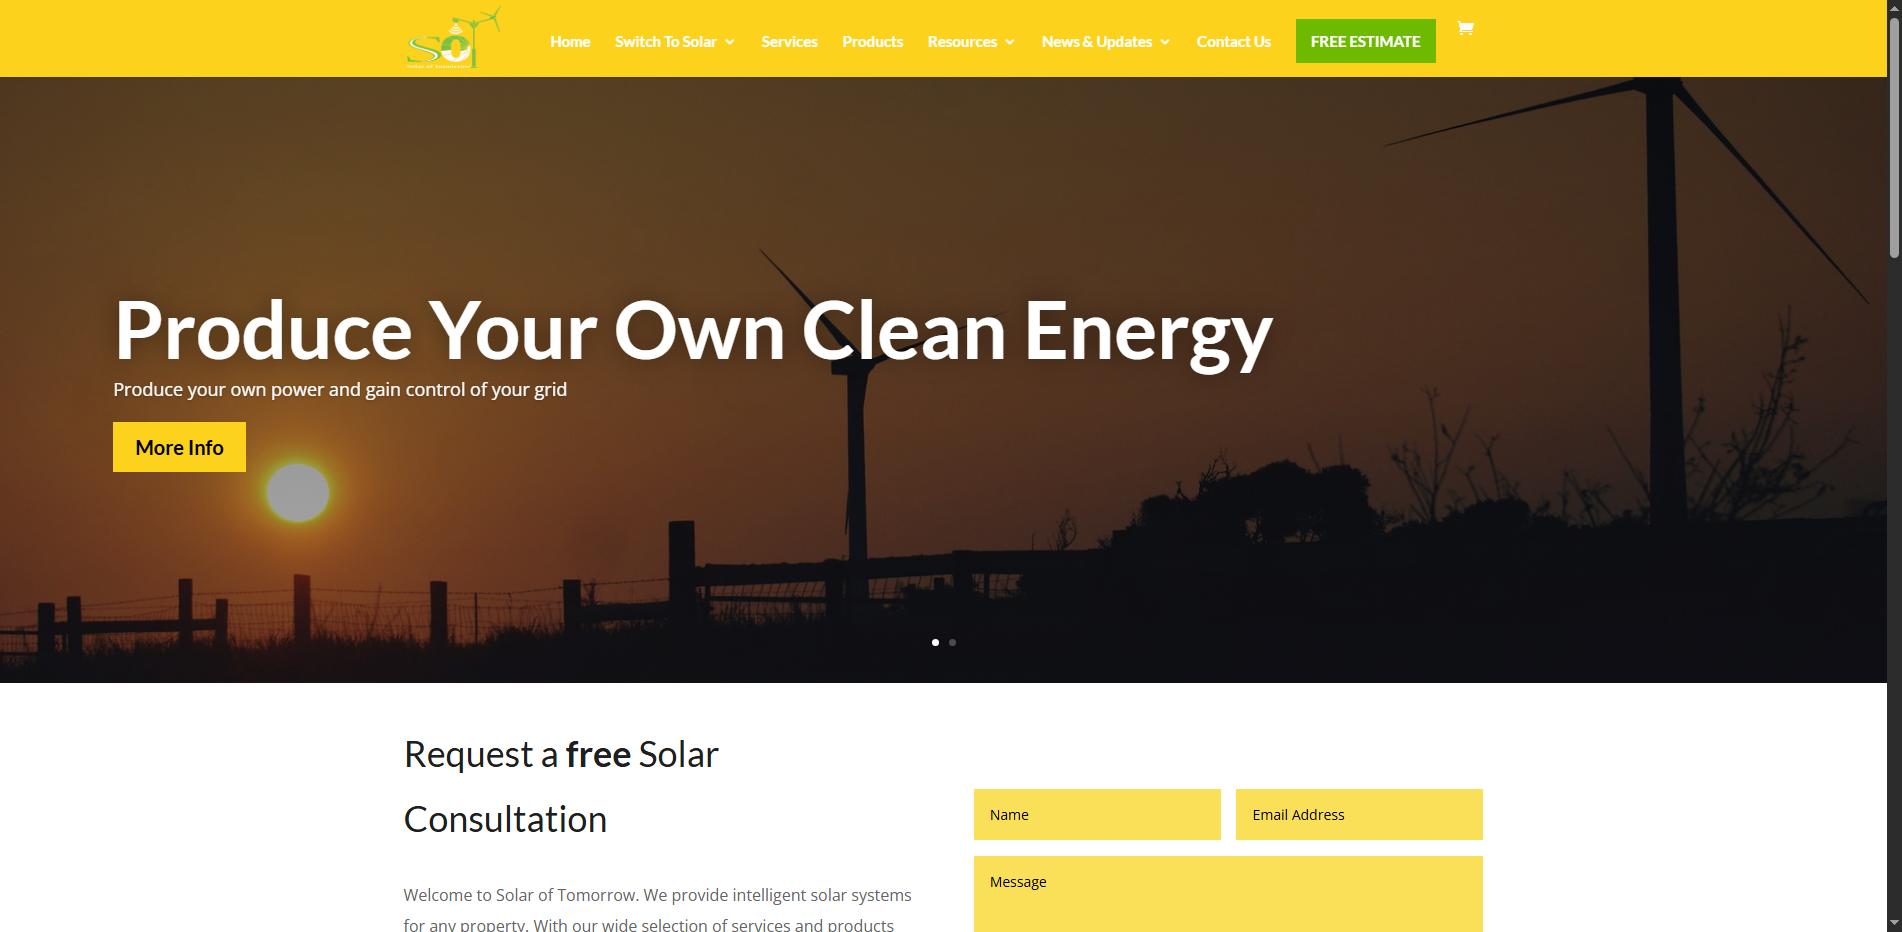 SOl
Home
Switch To Solar
Services
Products
Resources
News & Updates
Contact Us
FREE ESTIMATE
Produce Your Own Clean Energy
Produce your own power and gain control of your grid
More Info
Request a free Solar
Consultation
Welcome to Solar of Tomorrow. We provide intelligent solar systems
for any property. With our wide selection of services and products
Name
Email Address
Message